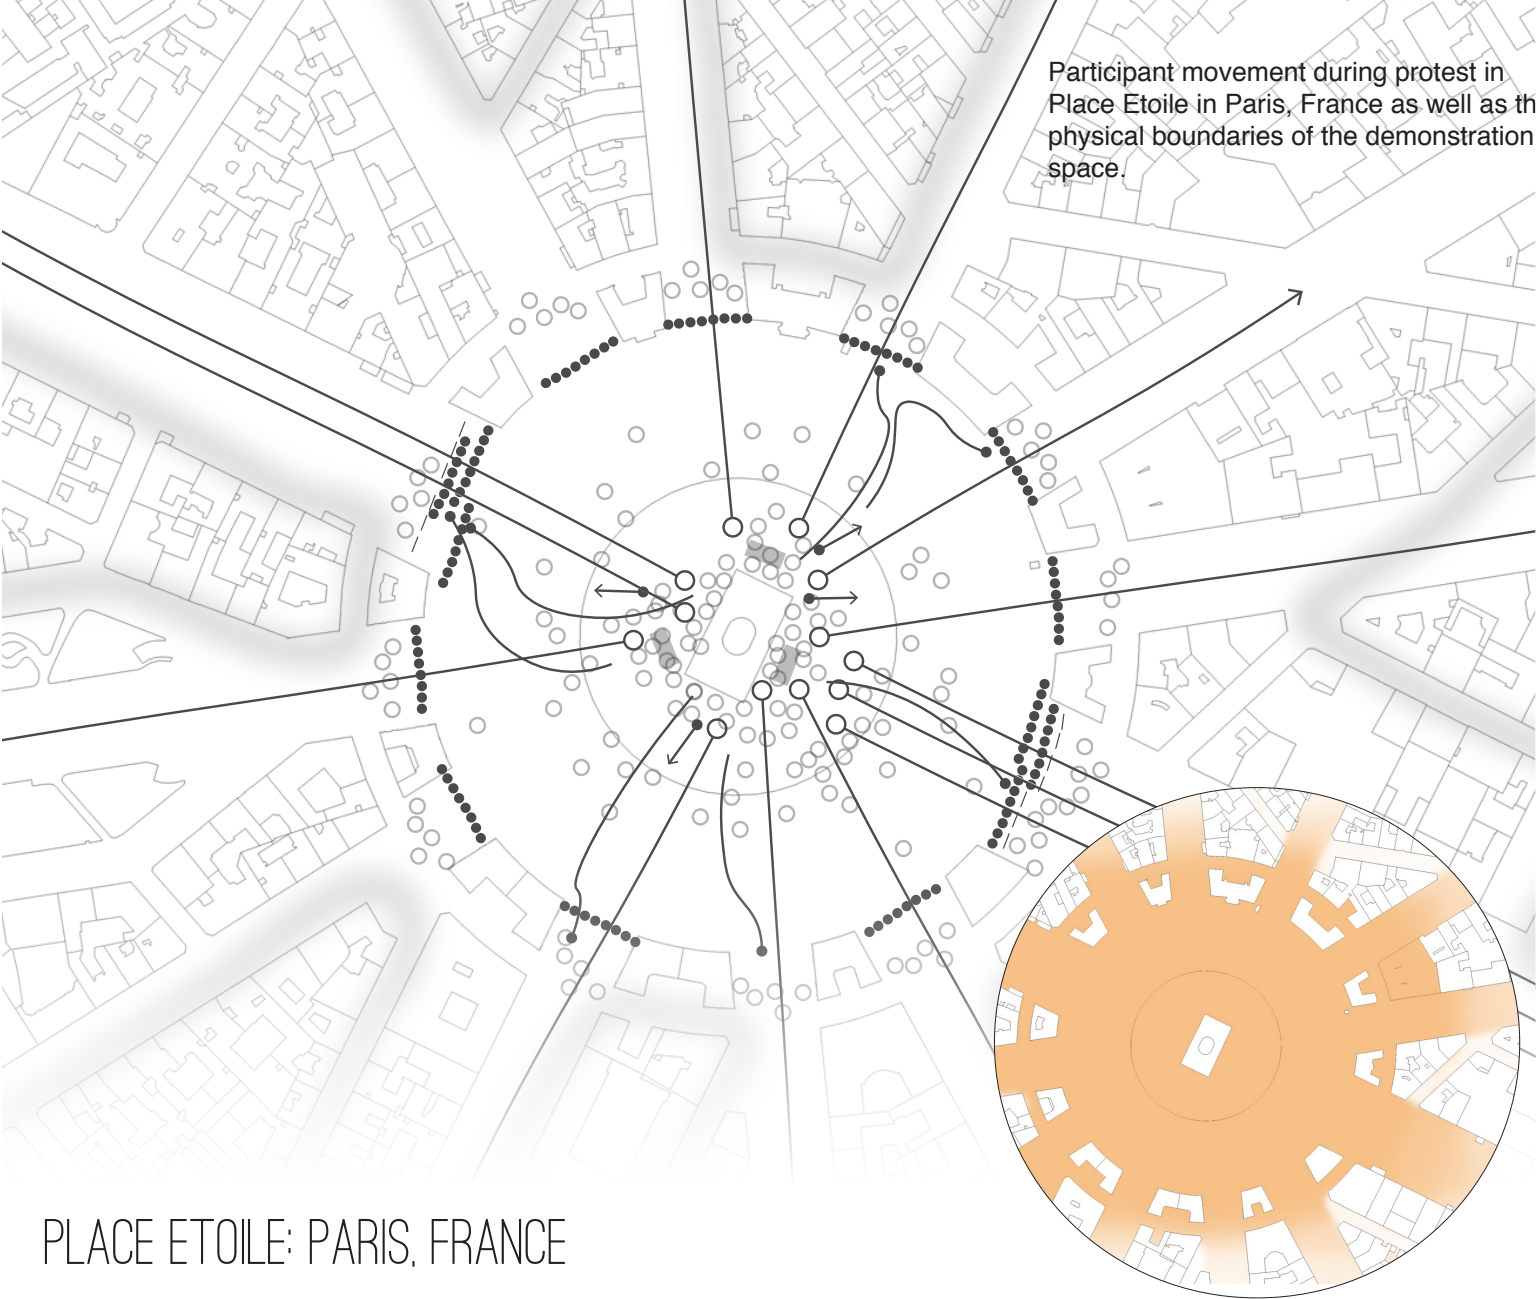 Participant movement during protest in
Place Etoile in Paris, France as well as th
physical boundaries of the demonstration
space.
PLACE ETOILE: PARIS, FRANCE